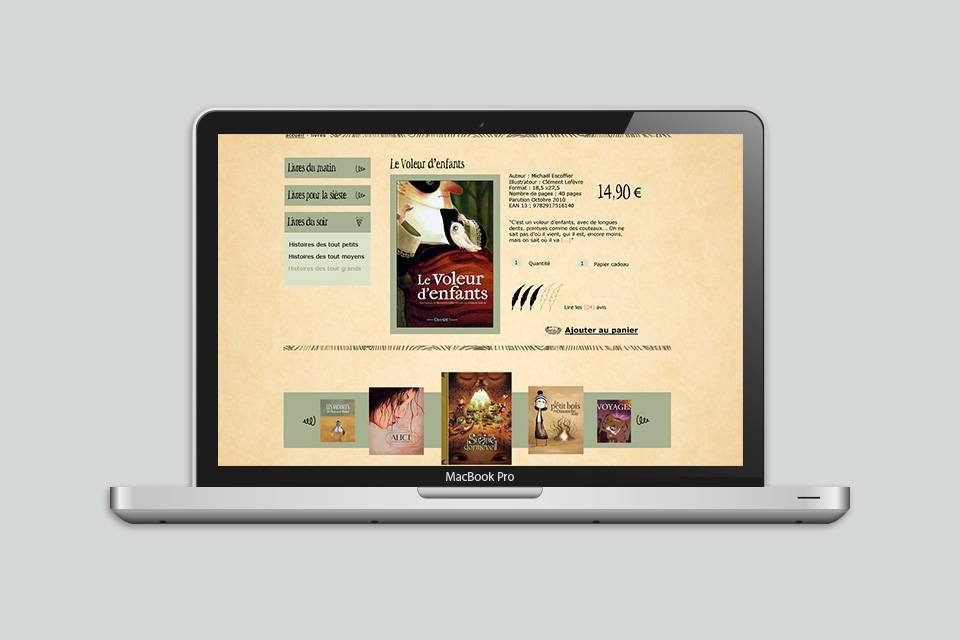 accueil - livres
Livres du matin
Livres pour la sièste
Livres du soir
Histoires des tout petits
Histoires des tout moyens
Histoires des tout grands
Le Voleur d'enfants
Le Voleur
d'enfants
Auteur : Michaël Escoffier
Illustrateur : Clément Lefèvre
Format : 18,5 x27,5
Nombre de pages : 40 pages
Parution Octobre 2010
EAN 13 : 9782917516140
14,90 €
"C'est un voleur d'enfants, avec de longues
dents, pointues comme des couteaux... On ne
sait pas d'où il vient, qui il est, encore moins,
mais on sait où il va [...]"
1 Quantité
1 Papier cadeau
Lire les (24) avis
Ajouter au panier
ALICE
petit bois
VOYAGES
MacBook Pro